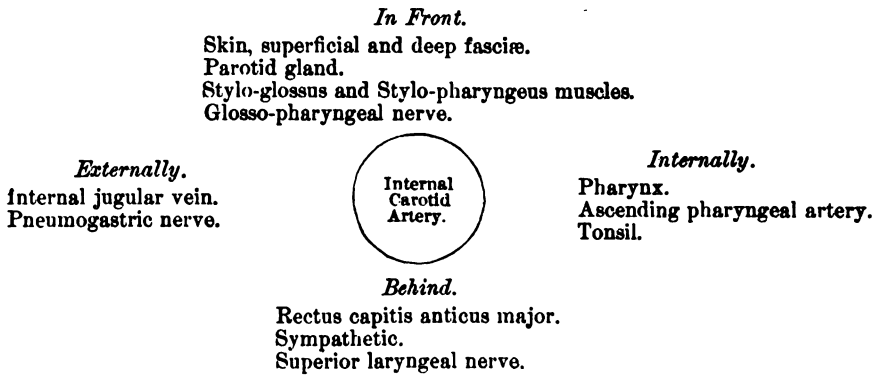 In Front.
Skin, superficial and deep fasciæ.
Parotid gland.
Stylo-glossus and Stylo-pharyngeus muscles.
Glosso-pharyngeal nerve.
Externally.
Internal jugular vein.
Pneumogastric nerve.
Internal
Carotid
Artery.
Internally.
Pharynx.
Ascending pharyngeal artery.
Tonsil.
Behind.
Rectus capitis anticus major.
Sympathetic.
Superior laryngeal nerve.